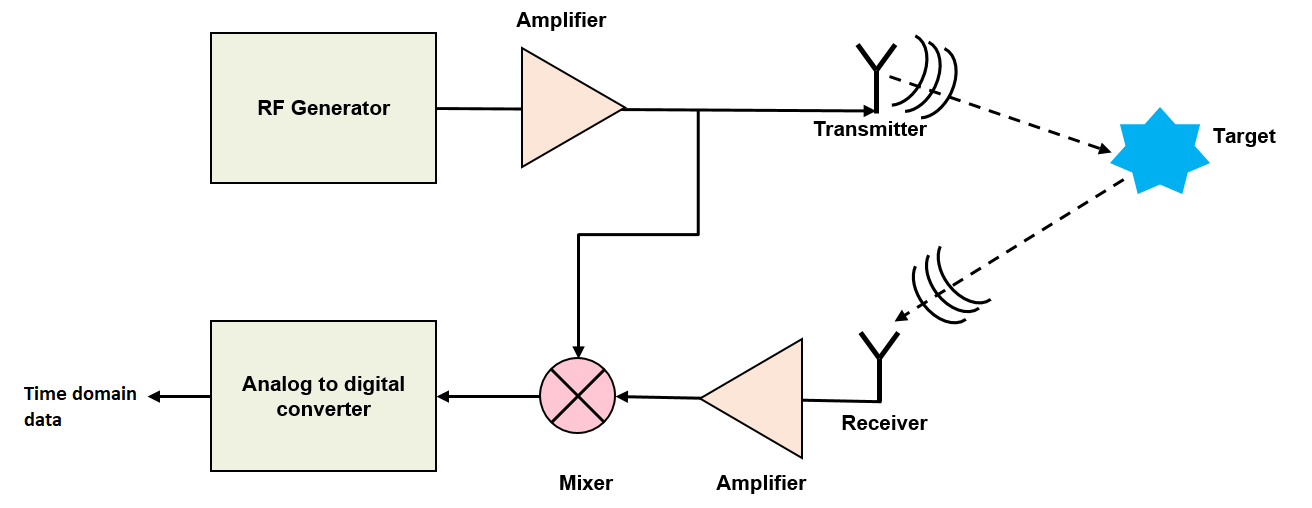 Amplifier
RF Generator
Transmitter
Target
Analog to digital
converter
Time domain
data
Receiver
Mixer
Amplifier